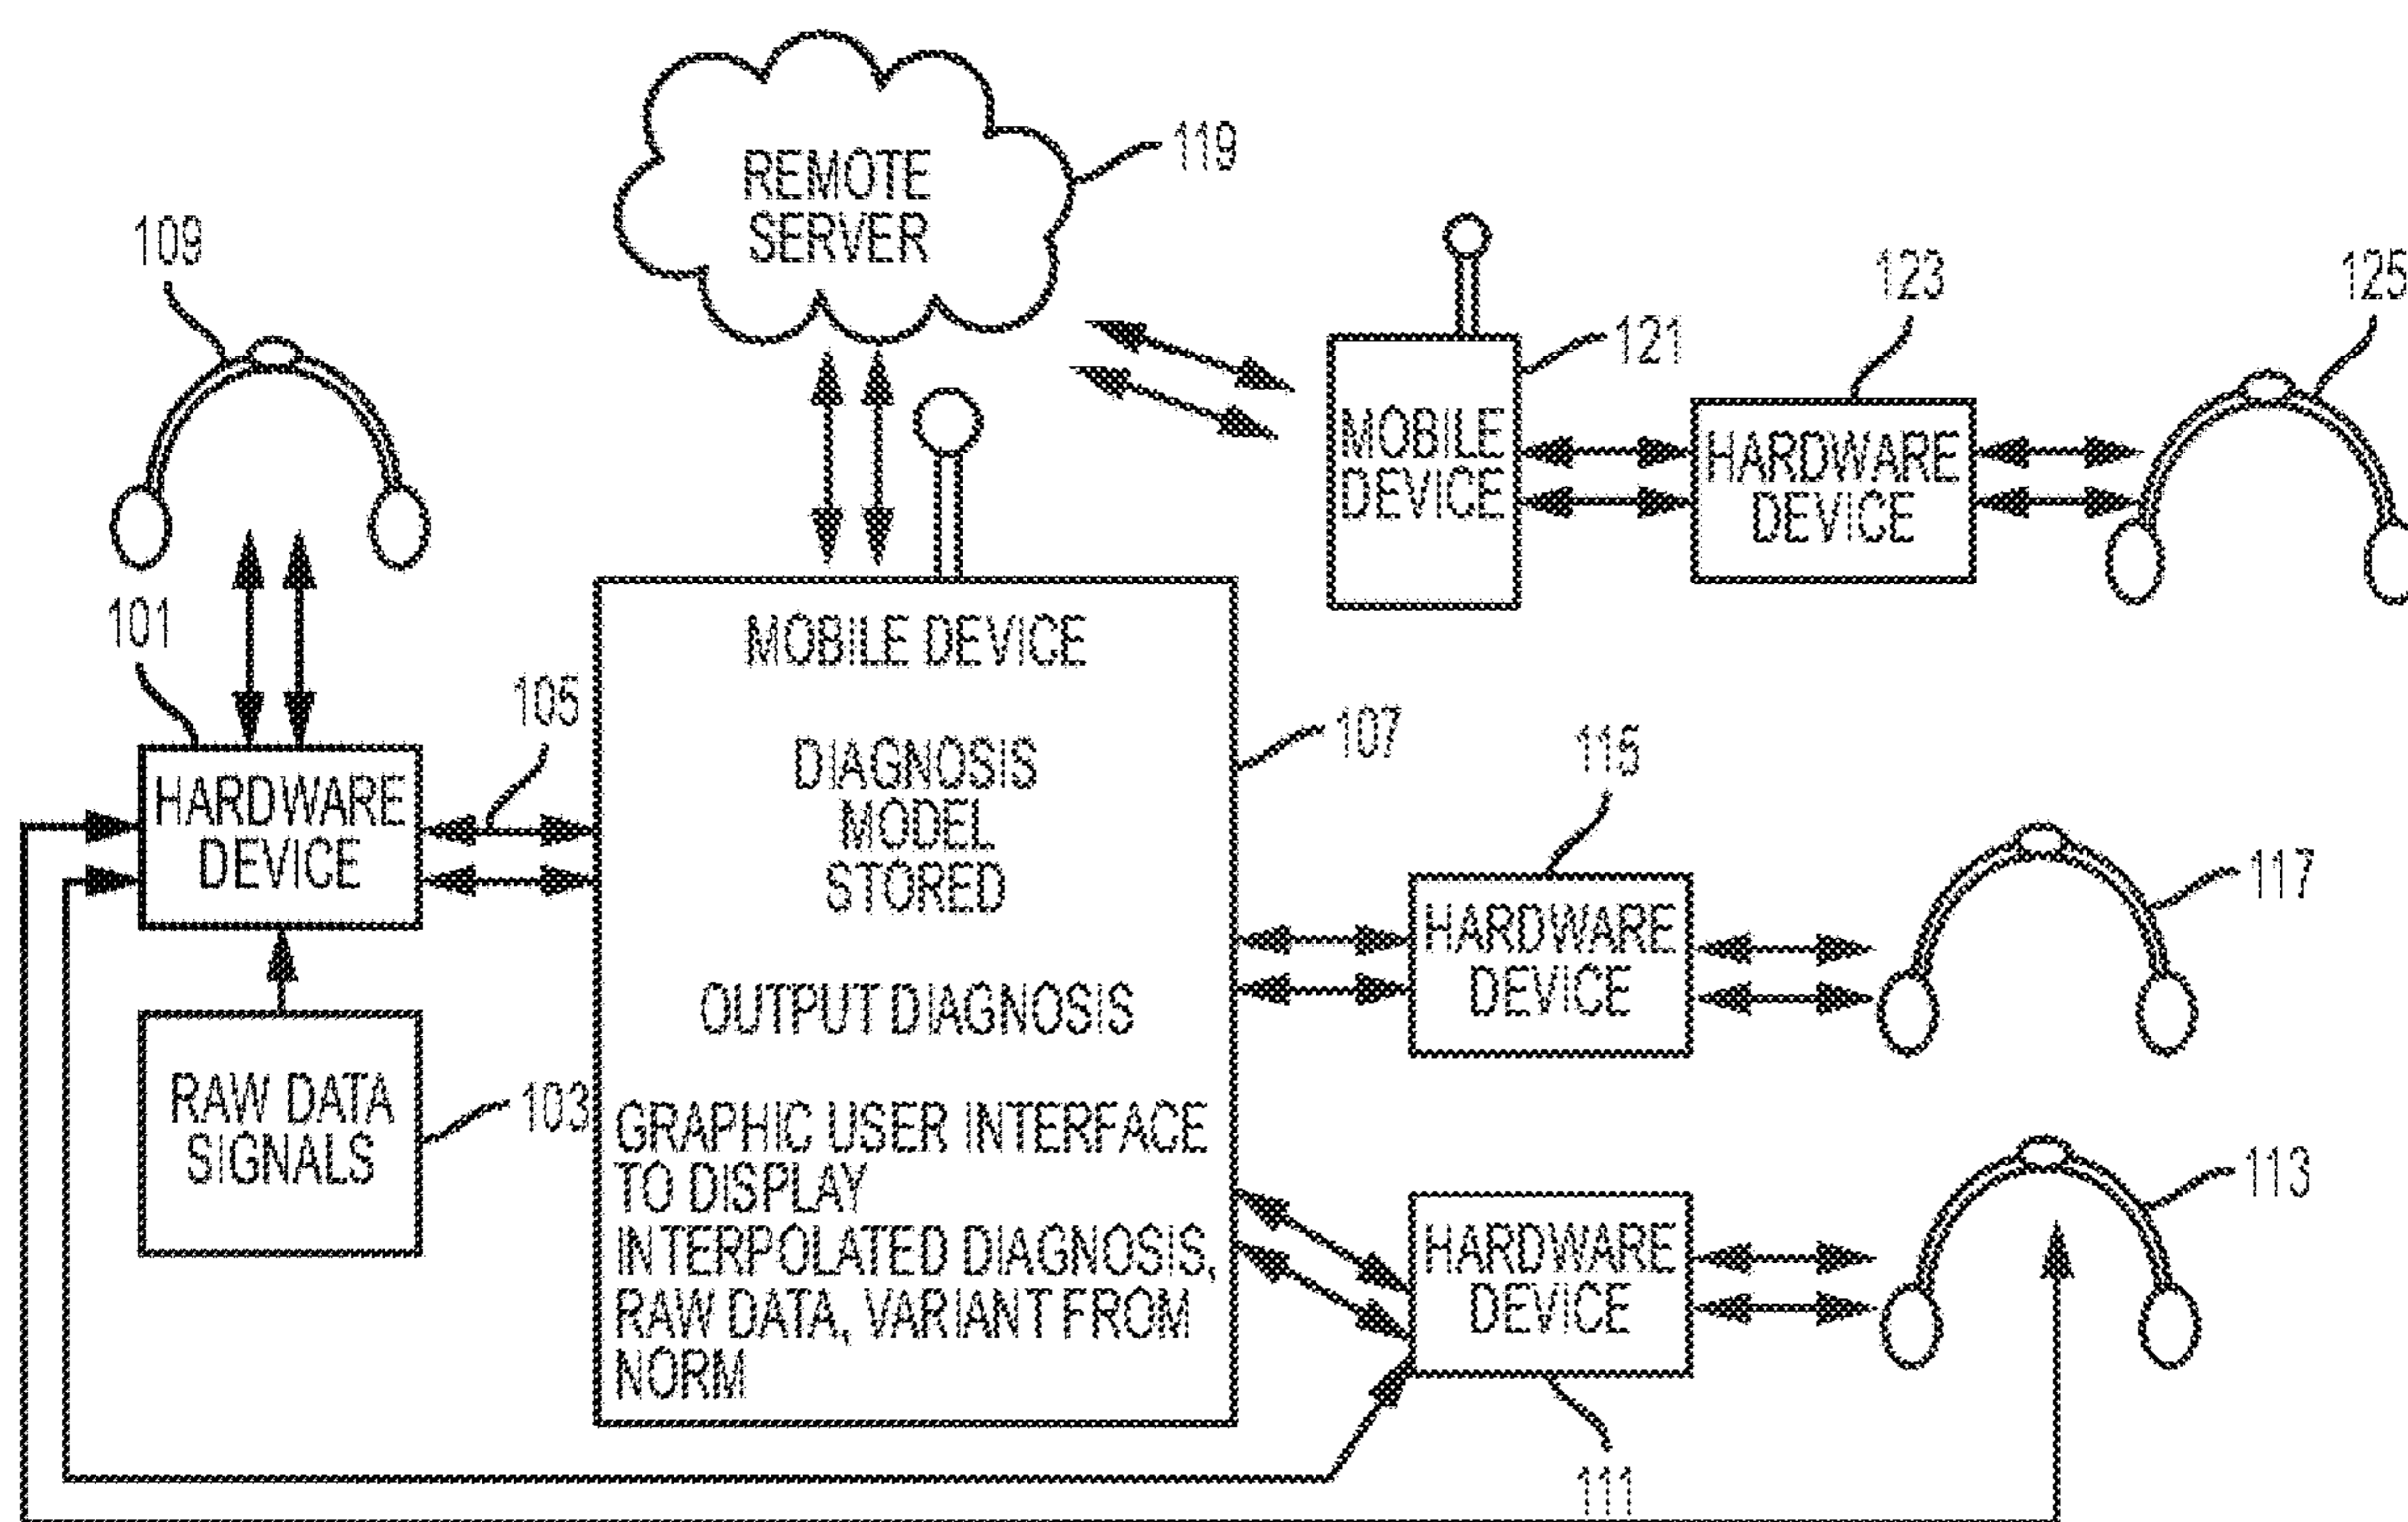 REMOTE
SERVER
119
109
123
125
121
MOBILE
DEVICE
HARDWARE
DEVICE
101
105
MOBILE DEVICE
DIAGNOSIS
MODEL
STORED
OUTPUT DIAGNOSIS
GRAPHIC USER INTERFACE
TO DISPLAY
INTERPOLATED DIAGNOSIS,
RAW DATA, VARIANT FROM
NORM
107
HARDWARE
DEVICE
RAW DATA
SIGNALS
103
115
HARDWARE
DEVICE
117
HARDWARE
DEVICE
113
111